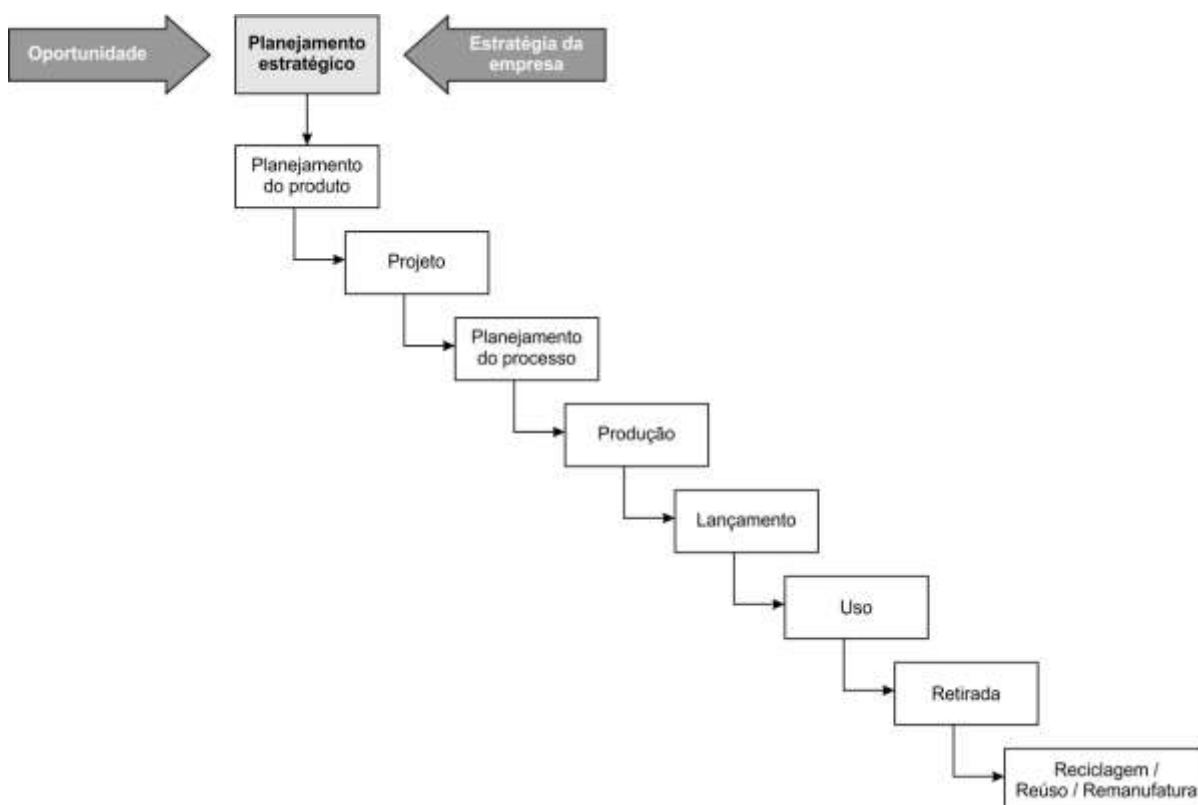 Oportunidade
Planejamento
estratégico
Estratégia da
empresa
Planejamento
do produto
Projeto
Planejamento
do processo
Produção
Lançamento
Uso
Retirada
Reciclagem /
Reúso / Remanufatura